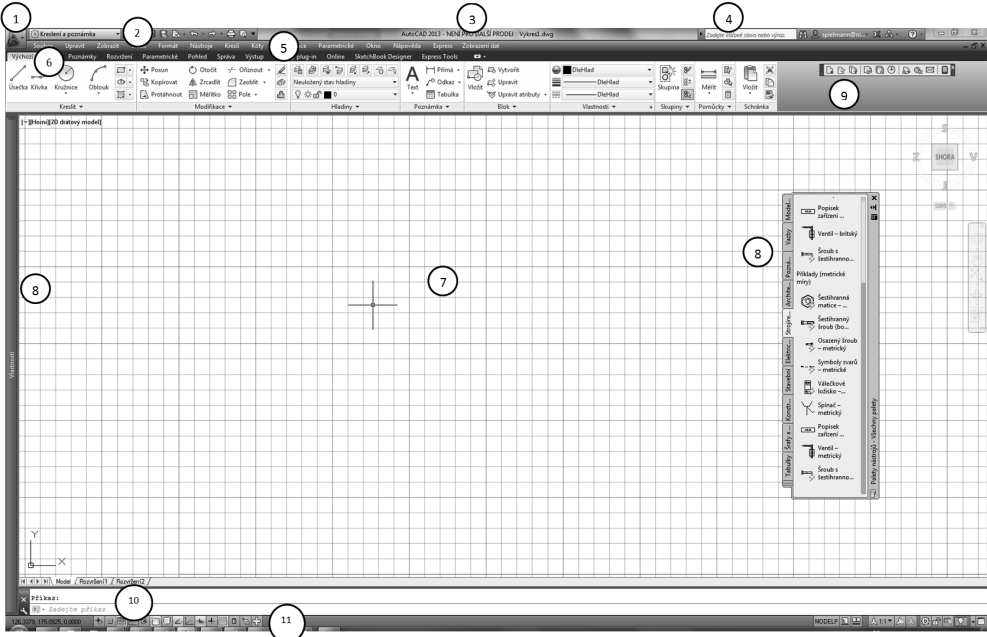 1
2
3
4
Kreslení a poznámka
AutoCAD 2013 - NENÍ PRO DALŠÍ PRODEJ Výkres1.dwg
Zadejte klíčové slovo nebo výraz
Soubor Upravit Zobrazit Formát Nástroje Kresli Kóty 5 Parametrické Okno Nápověda Express Zobrazení dat
Výchozí 6 Poznámky Rozvržení Parametrické Pohled Správa Výstup plug-in Online SketchBook Designer Express Tools
Úsečka Křivka Kružnice Oblouk
Posun Otočit Oříznout
Kopírovat Zrcadlit Zaoblit
Protáhnout Měřítko Pole
Neuložený stav hladiny
0
Text
Přímá
Odkaz
Tabulka
Vložit
Vytvořit
Upravit
Upravit atributy
DleHlad
DleHlad
DleHlad
Skupina
Měřit
Vložit
9
Kreslit Modifikace Hladiny Poznámka Blok Vlastnosti Skupiny Pomůcky Schránka
[−][Horní][2D drátový model]
S
Z SHORA V
J
7
8
8
Vlastnosti
Model...
Vazby
Pozná...
Archite...
Strojíre...
Elektric...
Stavební
Konstr...
Šrafy a ...
Tabulky
Popisek zařízení ...
Ventil – britský
Šroub s šestihranno...
Příklady (metrické míry)
Šestihranná matice – ...
Šestihranný šroub (bo...
Osazený šroub – metrický
Symboly svarů – metrické
Válečkové ložisko –...
Spínač – metrický
Popisek zařízení ...
Ventil – metrický
Šroub s šestihranno...
Palety nástrojů - Všechny palety
Y
X
Model Rozvržení1 Rozvržení2
Příkaz:
Zadejte příkaz
10
11
MODELP
1:1